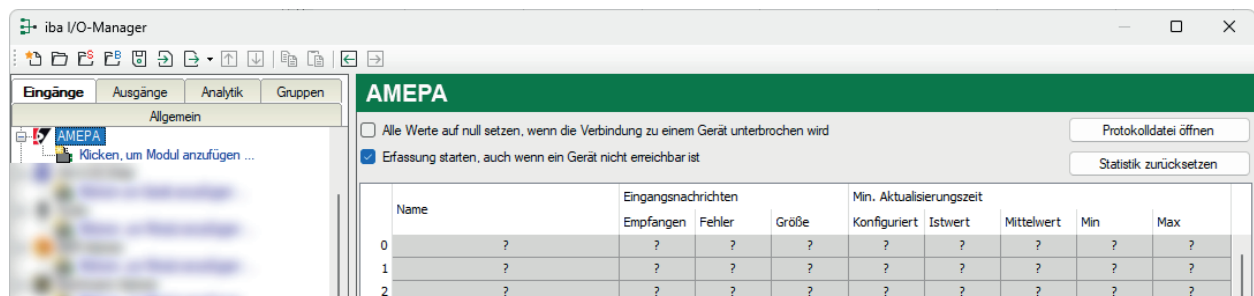 iba I/O-Manager
Eingänge Ausgänge Analytik Gruppen
Allgemein
AMEPA
Klicken, um Modul anzufügen ...
AMEPA
Alle Werte auf null setzen, wenn die Verbindung zu einem Gerät unterbrochen wird
Protokolldatei öffnen
Erfassung starten, auch wenn ein Gerät nicht erreichbar ist
Statistik zurücksetzen
Name Eingangsnachrichten Min. Aktualisierungszeit
Empfangen Fehler Größe Konfiguriert Istwert Mittelwert Min Max
0 ? ? ? ? ? ? ? ? ?
1 ? ? ? ? ? ? ? ? ?
2 ? ? ? ? ? ? ? ? ?